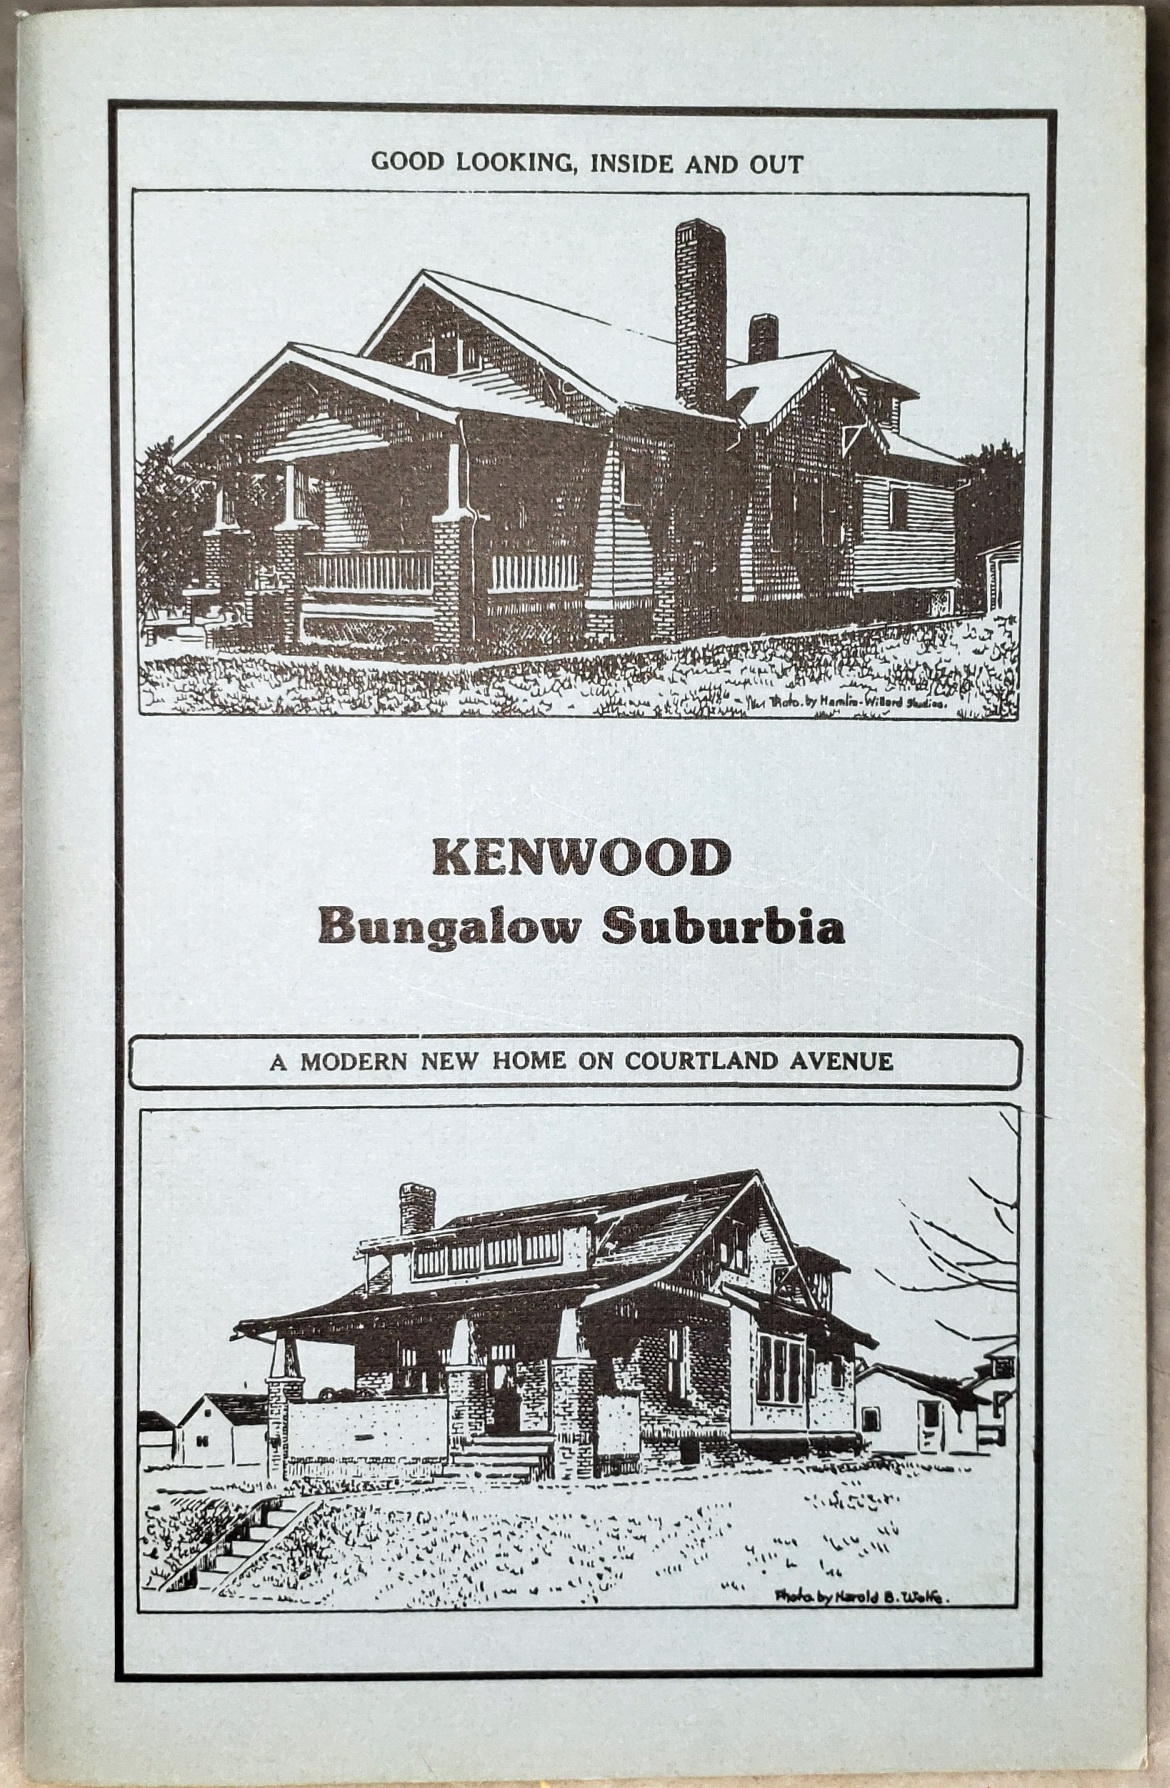 GOOD LOOKING, INSIDE AND OUT
Photo. by Hamlin-Willard Studios.
KENWOOD
Bungalow Suburbia
A MODERN NEW HOME ON COURTLAND AVENUE
Photo. by Harold B. Wolfe.